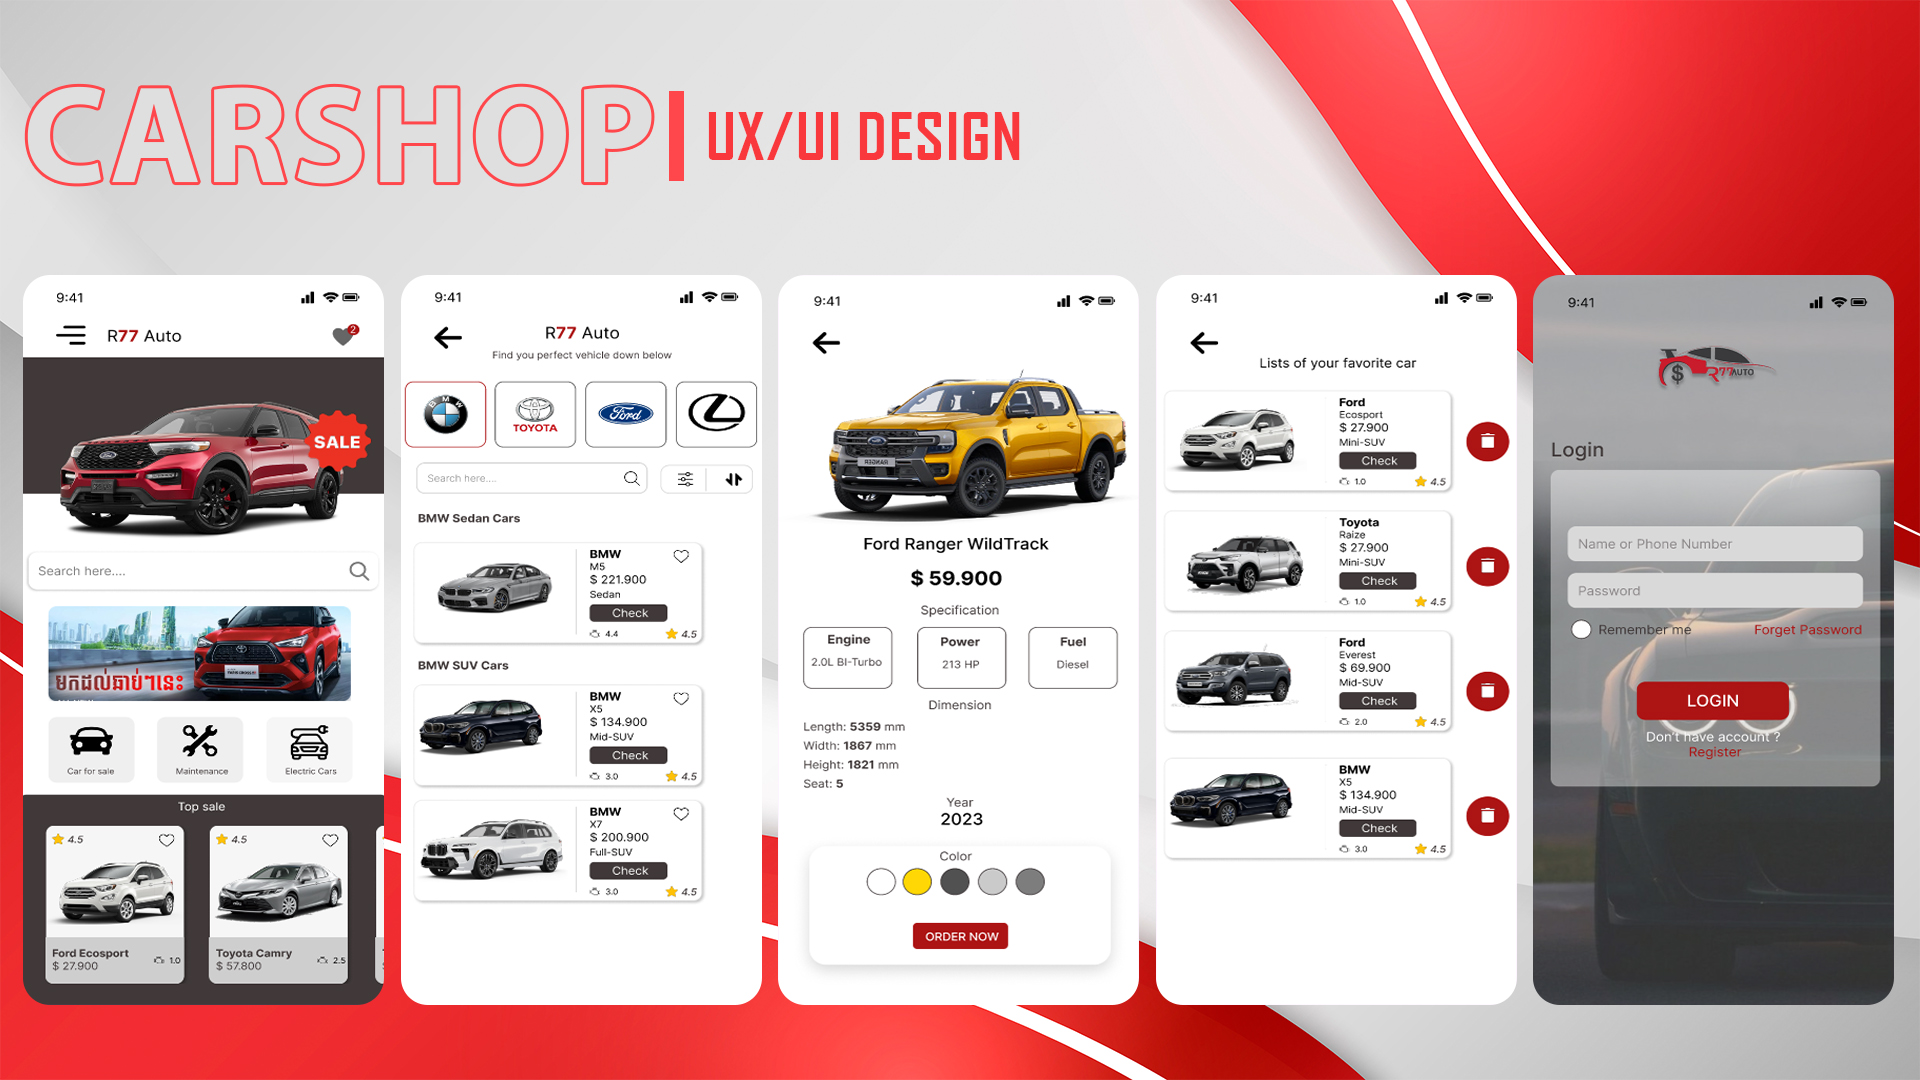 CARSHOP
UX/UI DESIGN
9:41
R77 Auto
2
SALE
Search here....
មកដល់ឆាប់ៗនេះ
Car for sale
Maintenance
Electric Cars
Top sale
4.5
Ford Ecosport
$ 27.900
1.0
4.5
Toyota Camry
$ 57.800
2.5
9:41
R77 Auto
Find you perfect vehicle down below
BMW
TOYOTA
Ford
Search here....
BMW Sedan Cars
BMW
M5
$ 221.900
Sedan
Check
4.4
4.5
BMW SUV Cars
BMW
X5
$ 134.900
Mid-SUV
Check
3.0
4.5
BMW
X7
$ 200.900
Full-SUV
Check
3.0
4.5
9:41
Ford Ranger WildTrack
$ 59.900
Specification
Engine
2.0L BI-Turbo
Power
213 HP
Fuel
Diesel
Dimension
Length: 5359 mm
Width: 1867 mm
Height: 1821 mm
Seat: 5
Year
2023
Color
ORDER NOW
9:41
Lists of your favorite car
Ford
Ecosport
$ 27.900
Mini-SUV
Check
1.0
4.5
Toyota
Raize
$ 27.900
Mini-SUV
Check
1.0
4.5
Ford
Everest
$ 69.900
Mid-SUV
Check
2.0
4.5
BMW
X5
$ 134.900
Mid-SUV
Check
3.0
4.5
9:41
$ R77AUTO
Login
Name or Phone Number
Password
Remember me
Forget Password
LOGIN
Don't have account ?
Register